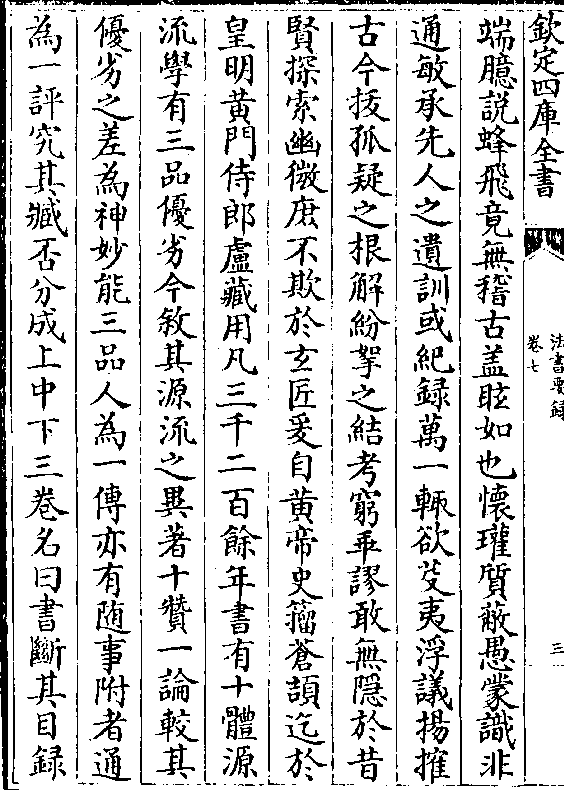 欽定四庫全書
法書要録
卷七
三
端臆説蜂飛竟無稽古盖眩如也懷瓘質蔽愚蒙識非
通敏承先人之遺訓或紀録萬一輙欲芟夷浮議揚搉
古今拔孤疑之根解紛挐之結考窮乖謬敢無隱於昔
賢探索幽微庶不欺於玄匠爰自黄帝史籀蒼頡迄於
皇明黄門侍郎盧藏用凡三千二百餘年書有十體源
流學有三品優劣今敘其源流之異著十贊一論較其
優劣之差為神妙能三品人為一傳亦有随事附者通
為一評究其臧否分成上中下三巻名曰書斷其目録